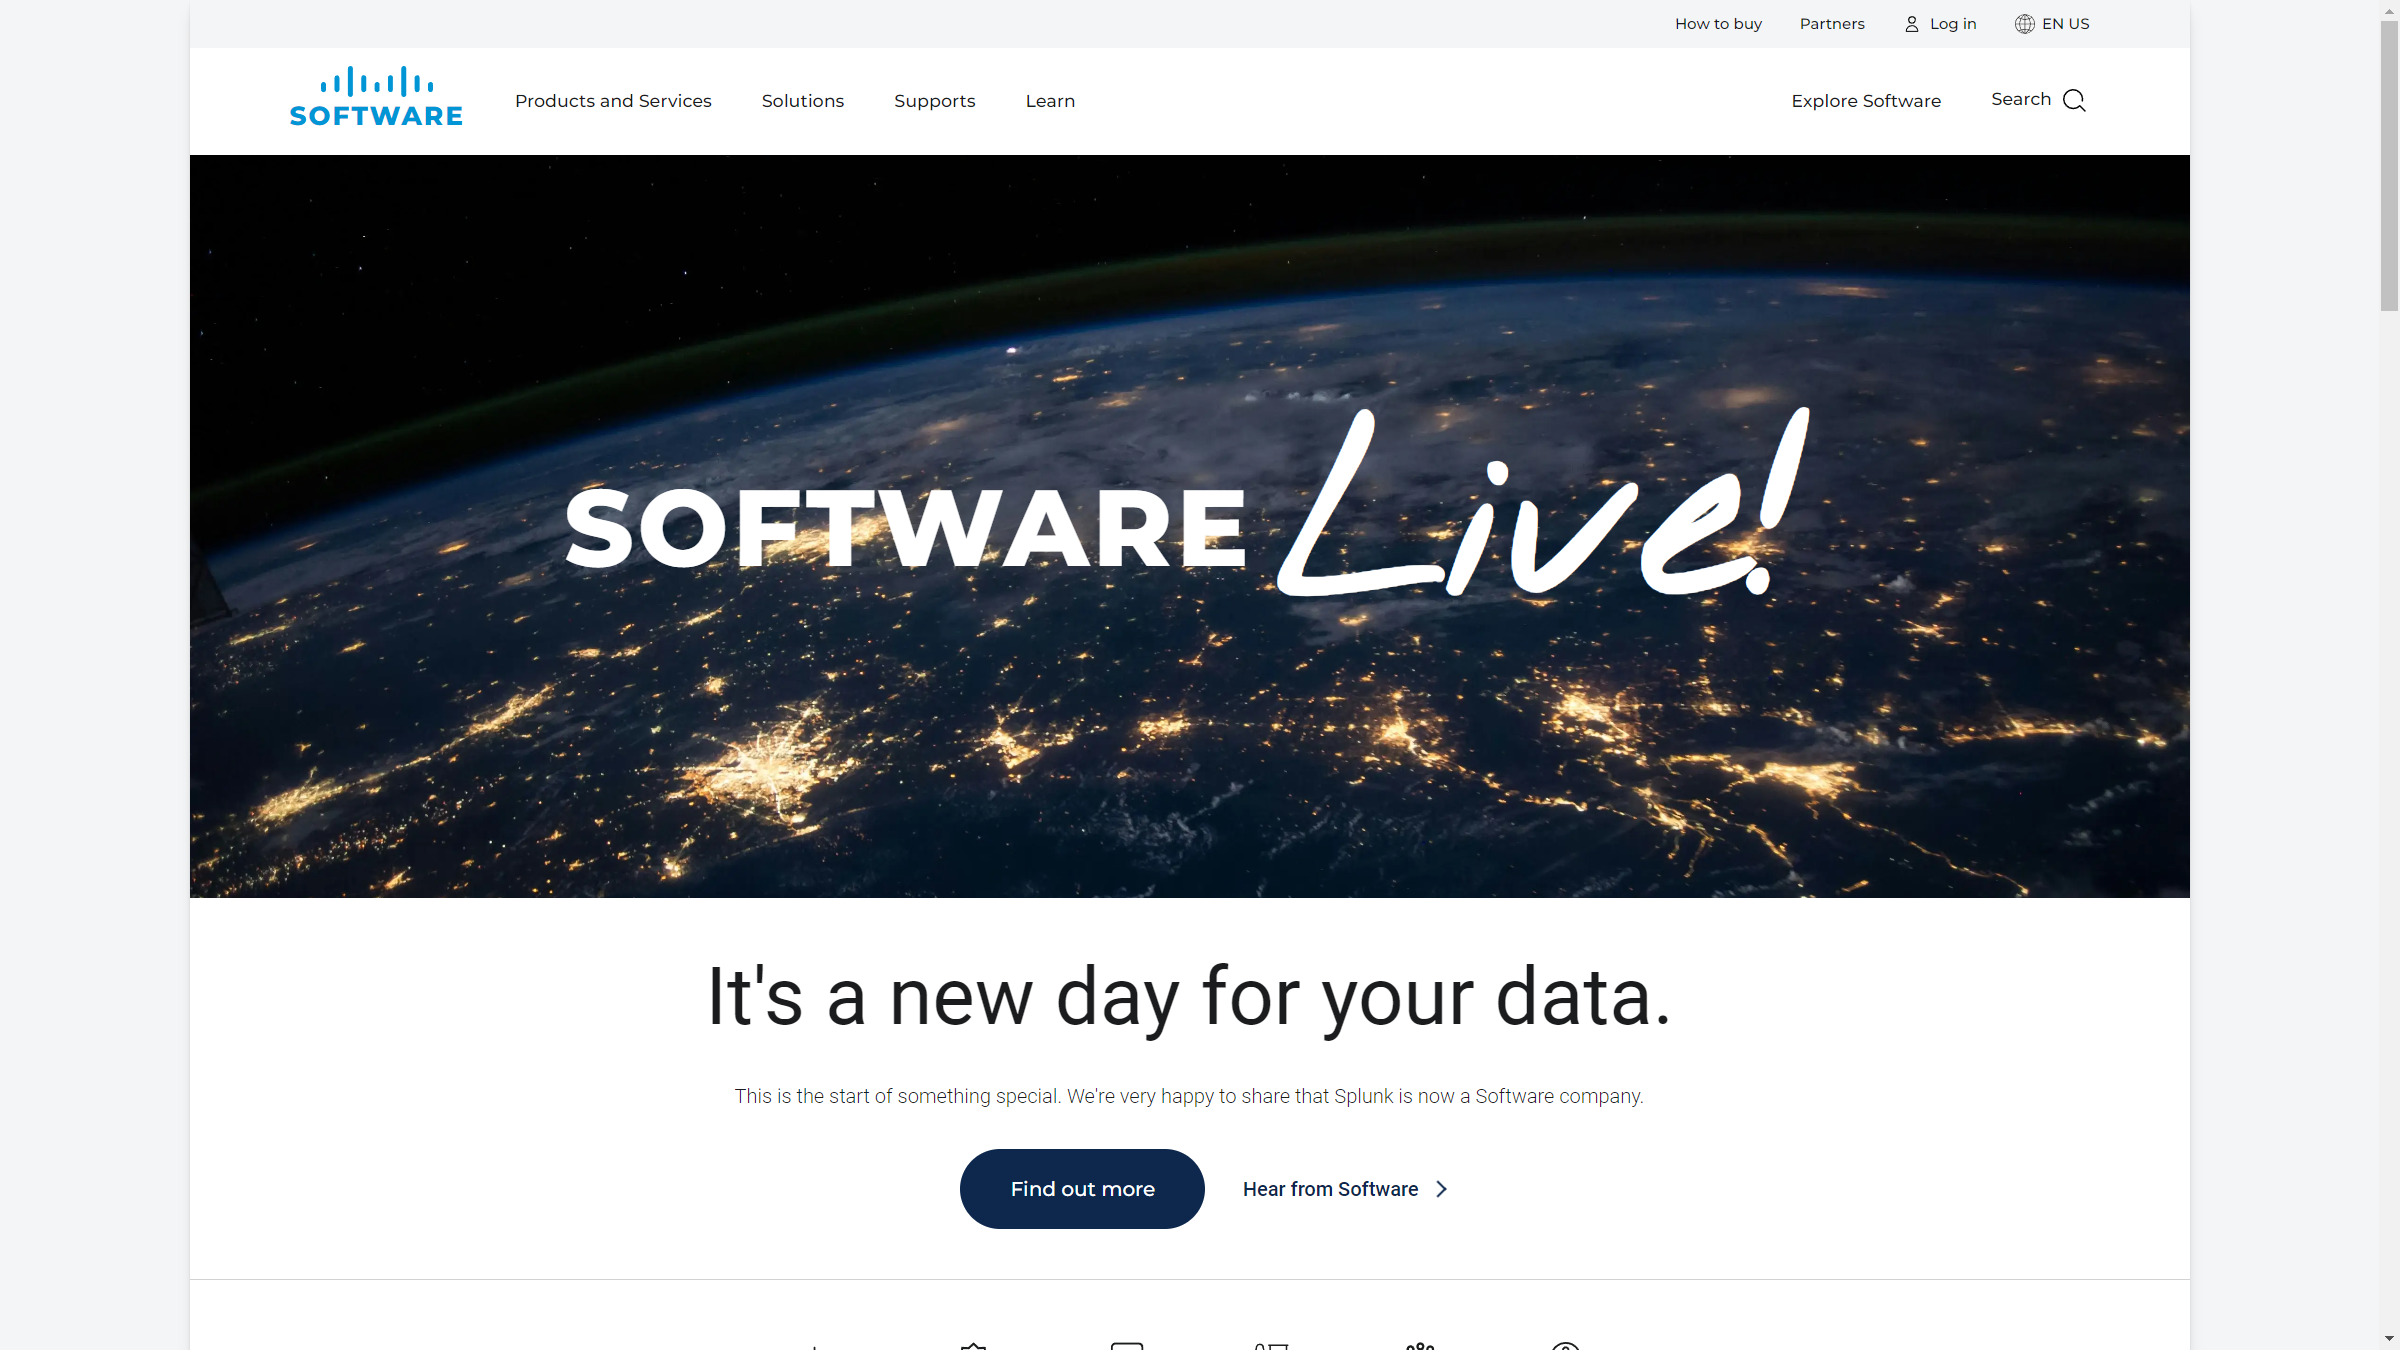 How to buy
Partners
Log in
EN US
SOFTWARE
Products and Services
Solutions
Supports
Learn
Explore Software
Search
SOFTWARE Live!
It's a new day for your data.
This is the start of something special. We're very happy to share that Splunk is now a Software company.
Find out more
Hear from Software